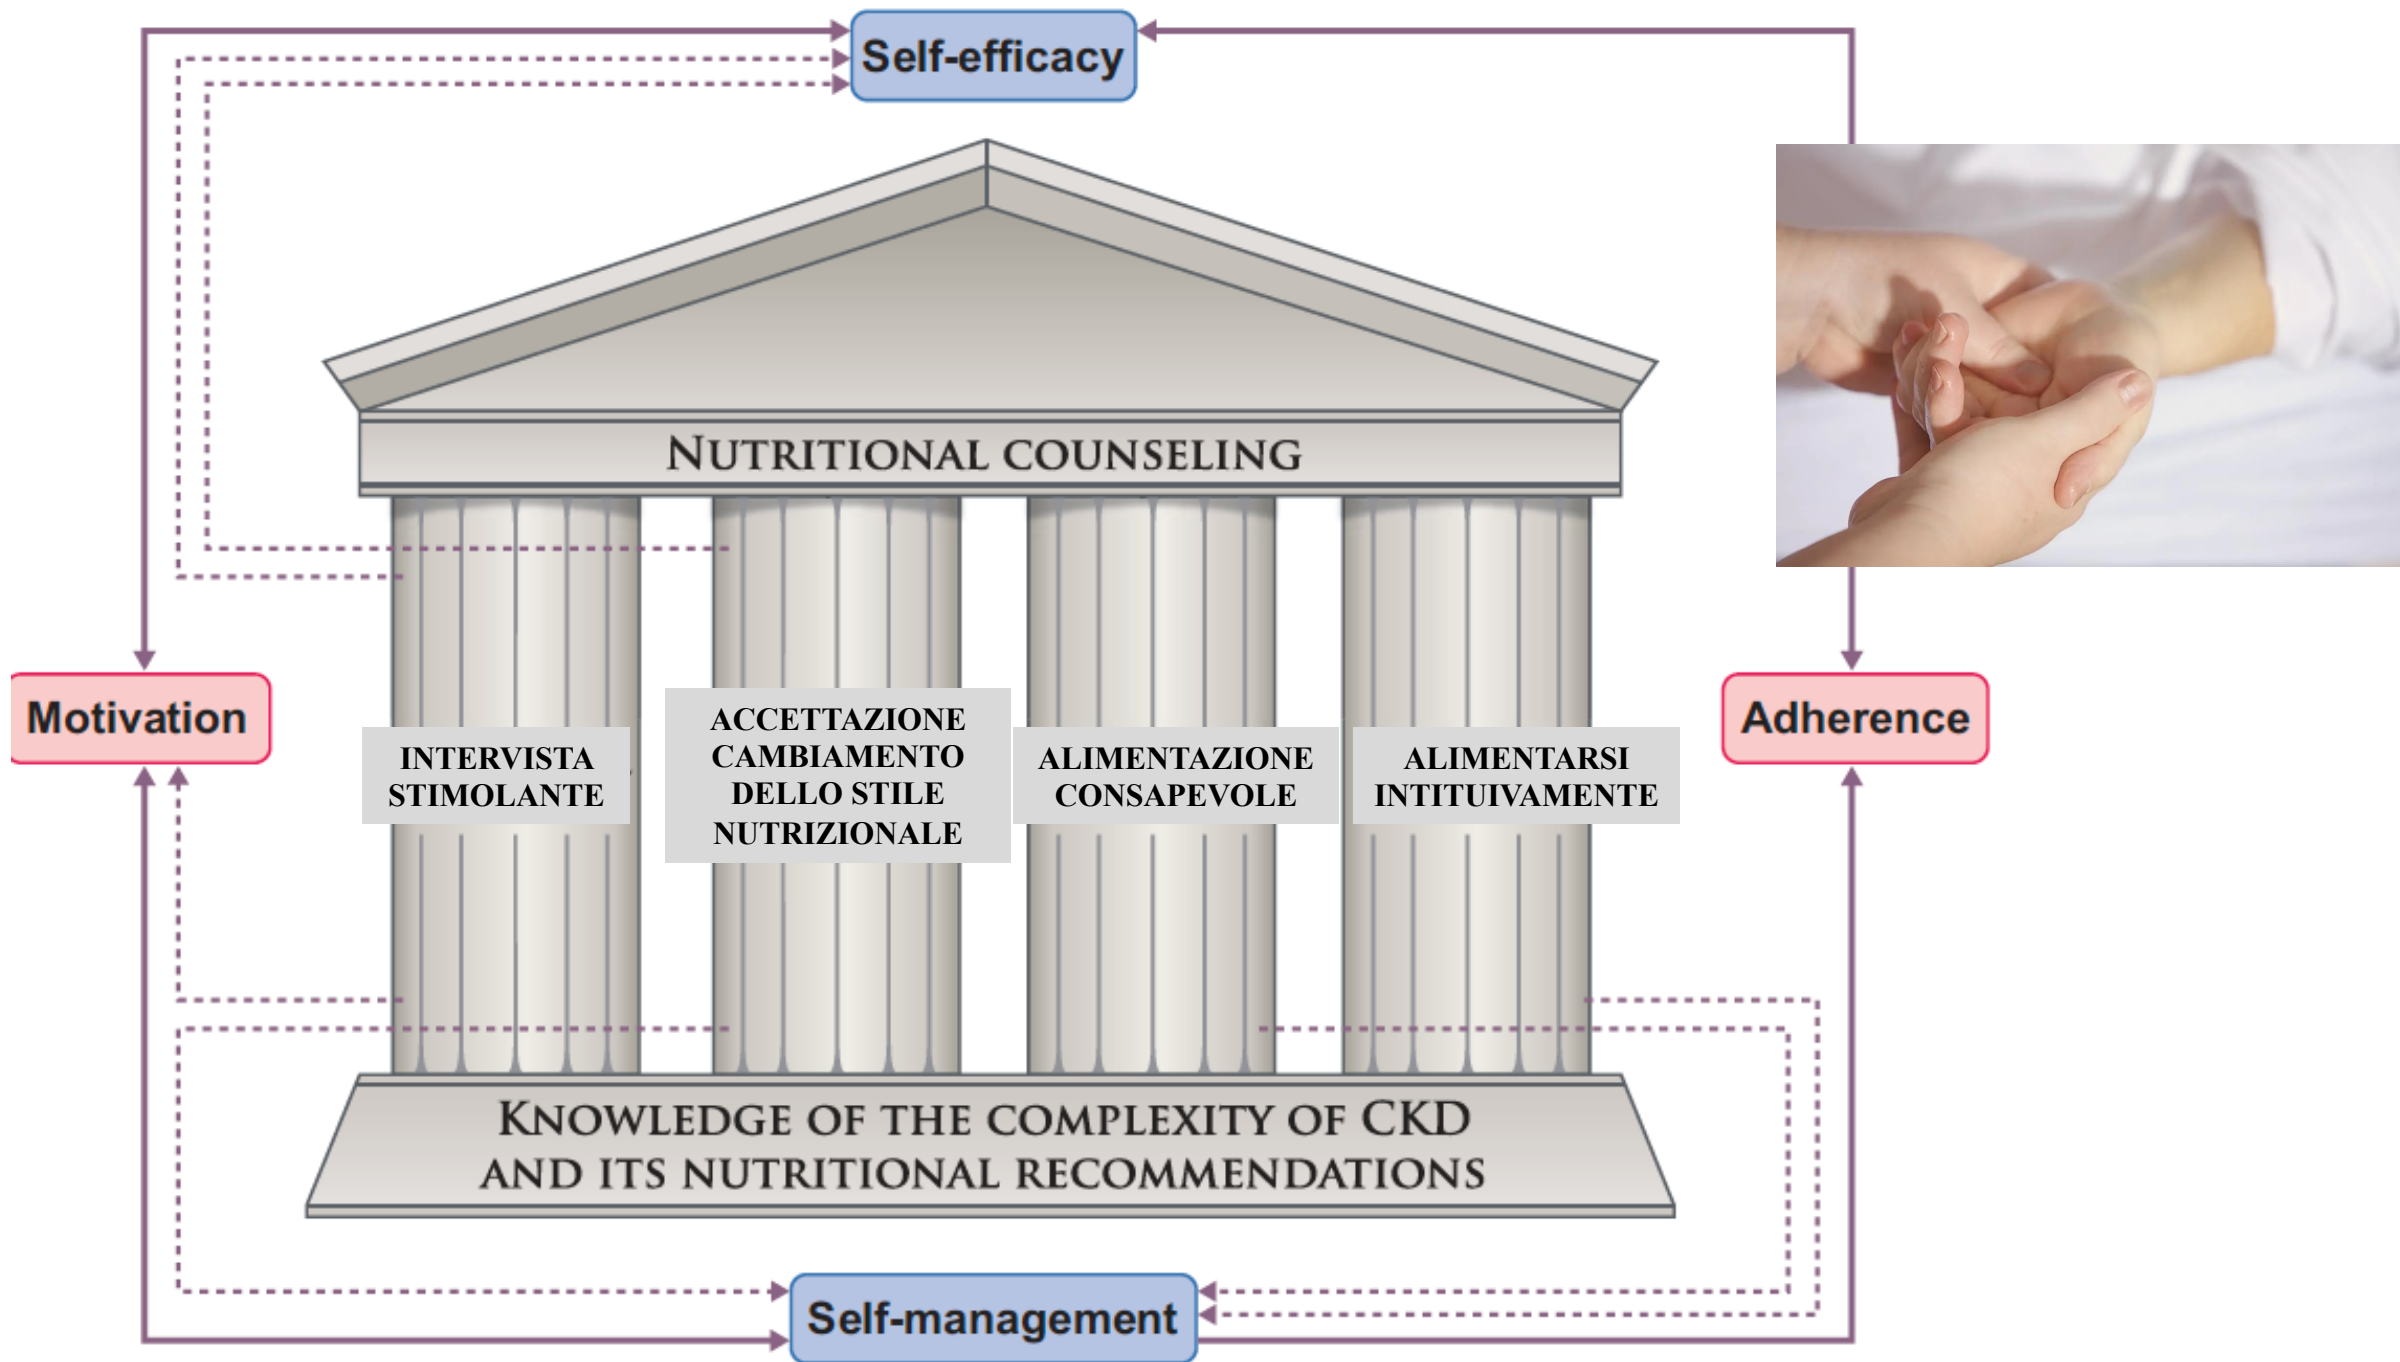 Self-efficacy
NUTRITIONAL COUNSELING
Motivation
INTERVISTA
STIMOLANTE
ACCETTAZIONE
CAMBIAMENTO
DELLO STILE
NUTRIZIONALE
ALIMENTAZIONE
CONSAPEVOLE
ALIMENTARSI
INTITUIVAMENTE
Adherence
KNOWLEDGE OF THE COMPLEXITY OF CKD
AND ITS NUTRITIONAL RECOMMENDATIONS
Self-management